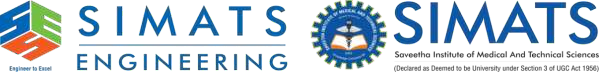 SSE
Engineer to Excel
SIMATS
ENGINEERING
SIMATS
Saveetha Institute of Medical And Technical Sciences
(Declared as Deemed to be University under Section 3 of UGC Act 1956)